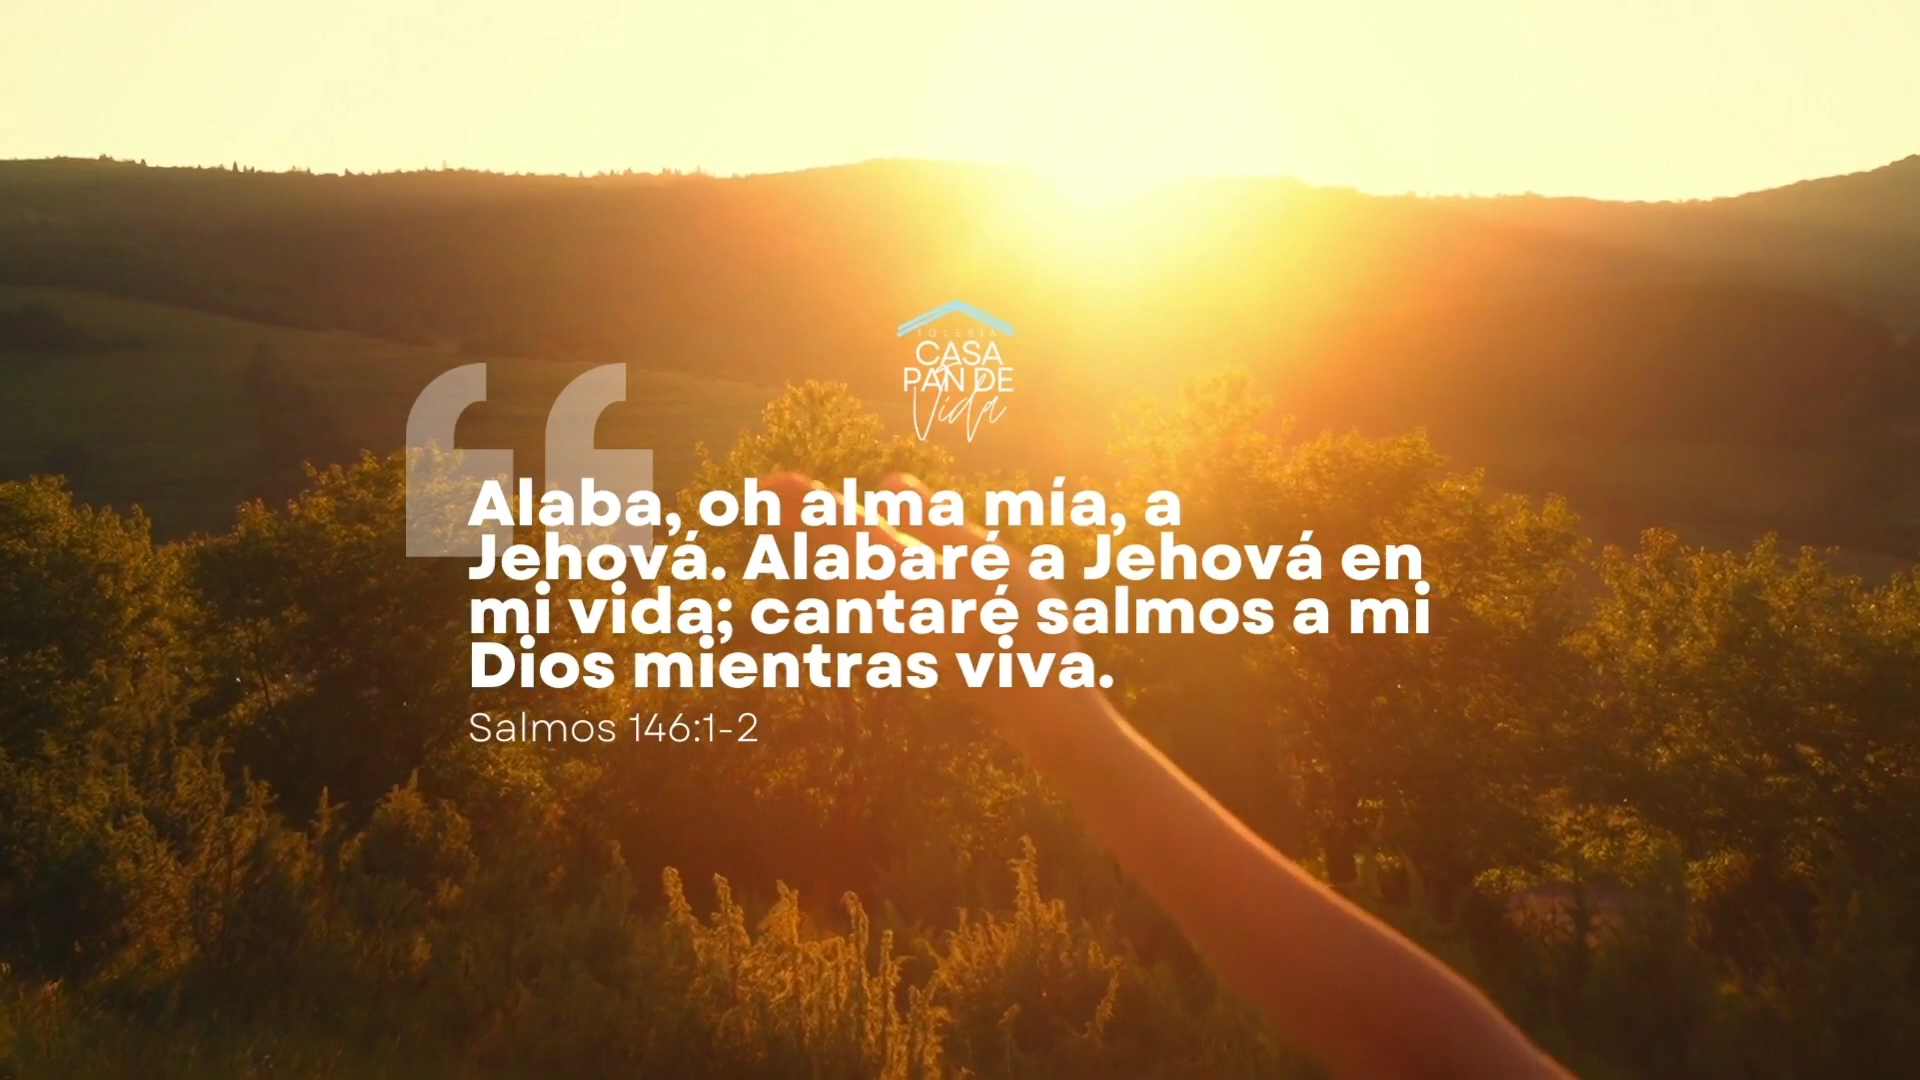 IGLESIA
CASA
PAN DE
Vida
Alaba, oh alma mía, a
Jehová. Alabaré a Jehová en
mi vida; cantaré salmos a mi
Dios mientras viva.
Salmos 146:1-2